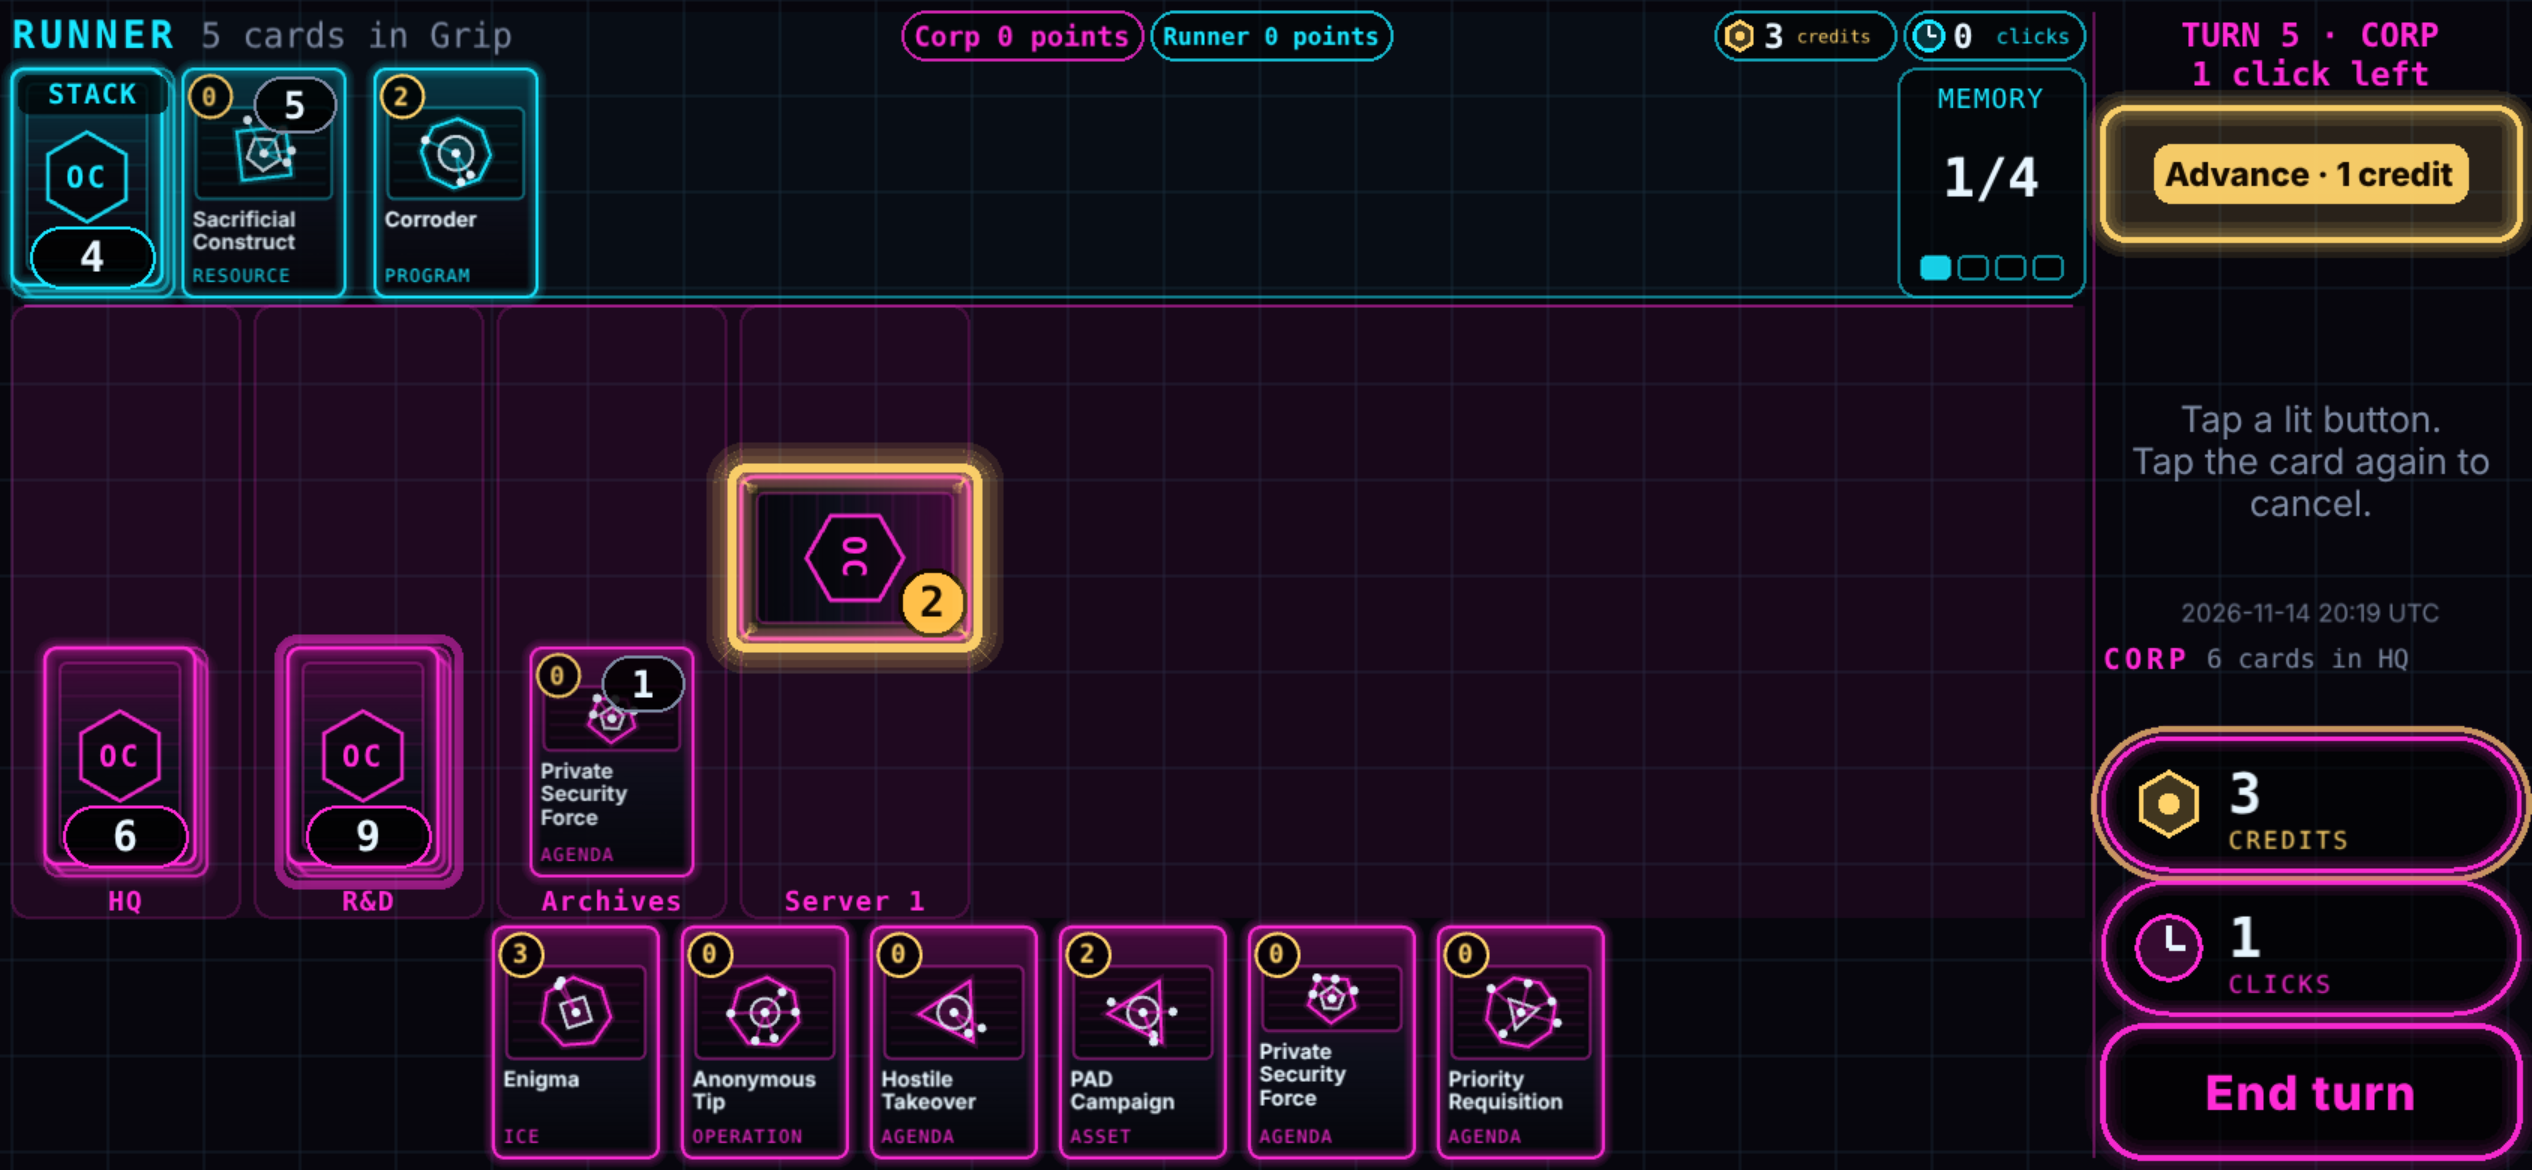 RUNNER 5 cards in Grip
Corp 0 points
Runner 0 points
3 credits
0 clicks
TURN 5 · CORP
1 click left
STACK
OC
4
0
5
Sacrificial
Construct
RESOURCE
2
Corroder
PROGRAM
MEMORY
1/4
Advance · 1 credit
Tap a lit button.
Tap the card again to
cancel.
OC
2
2026-11-14 20:19 UTC
CORP 6 cards in HQ
OC
6
HQ
OC
9
R&D
0
1
Private
Security
Force
AGENDA
Archives
Server 1
3
CREDITS
1
CLICKS
End turn
3
Enigma
ICE
0
Anonymous
Tip
OPERATION
0
Hostile
Takeover
AGENDA
2
PAD
Campaign
ASSET
0
Private
Security
Force
AGENDA
0
Priority
Requisition
AGENDA